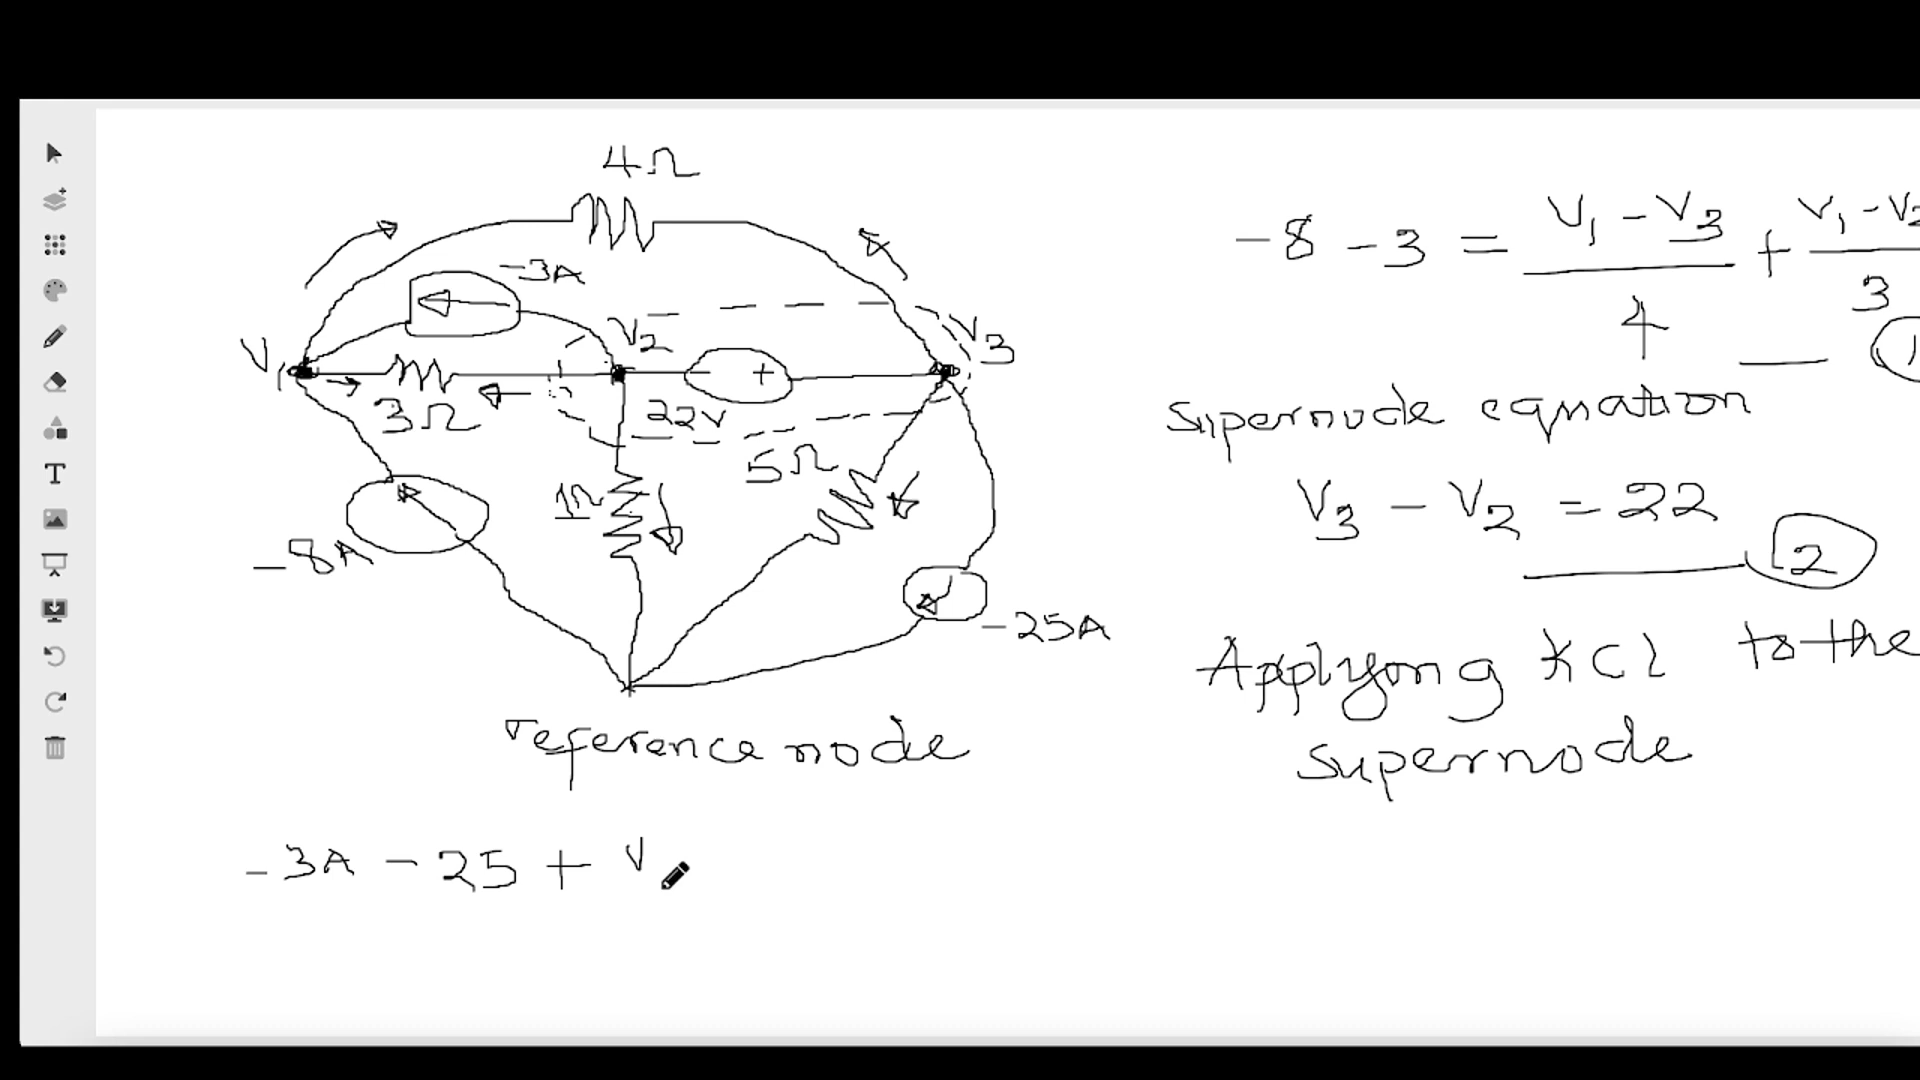 4Ω
-3A
V1
V2
V3
3Ω
22V
+
1Ω
5Ω
-8A
-25A
reference node
-3A - 25 + V
-8 - 3 = (V1 - V3)/4 + (V1 - V2)/3
1
supernode equation
V3 - V2 = 22
2
Applying KCl to the
supernode
T